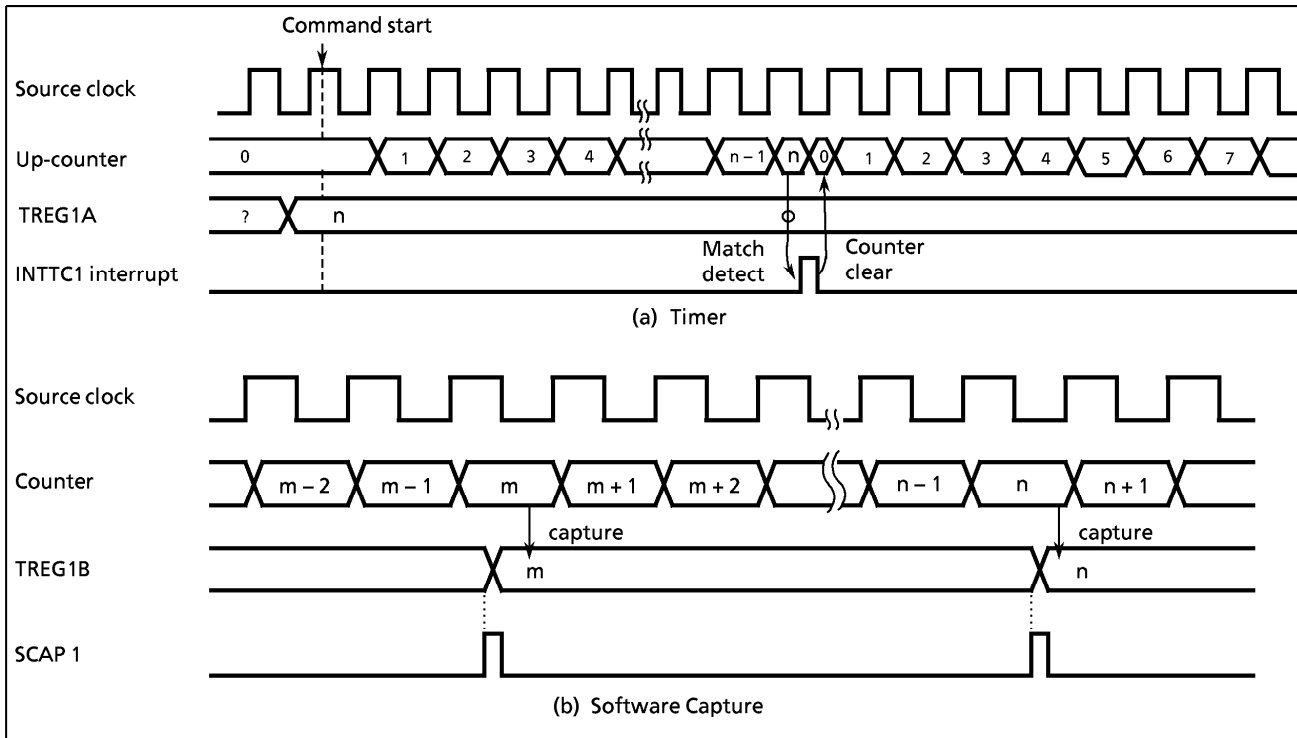 Command start
Source clock
Up-counter 0 1 2 3 4 n – 1 n 0 1 2 3 4 5 6 7
TREG1A ? n
Match detect
Counter clear
INTTC1 interrupt
(a) Timer
Source clock
Counter m – 2 m – 1 m m + 1 m + 2 n – 1 n n + 1
capture capture
TREG1B m n
SCAP 1
(b) Software Capture